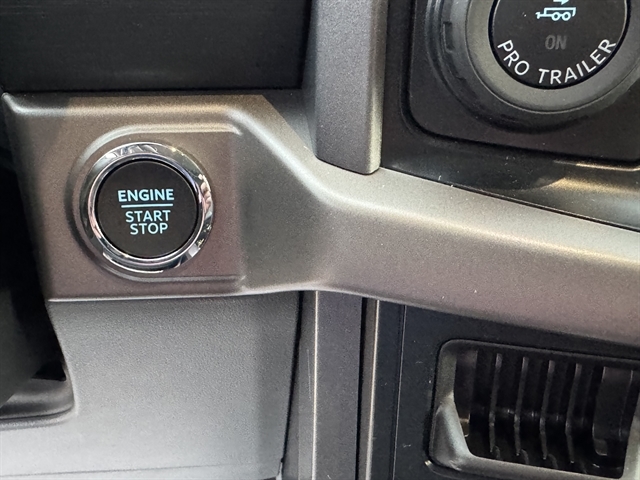 ENGINE
START
STOP
ON
PRO TRAILER